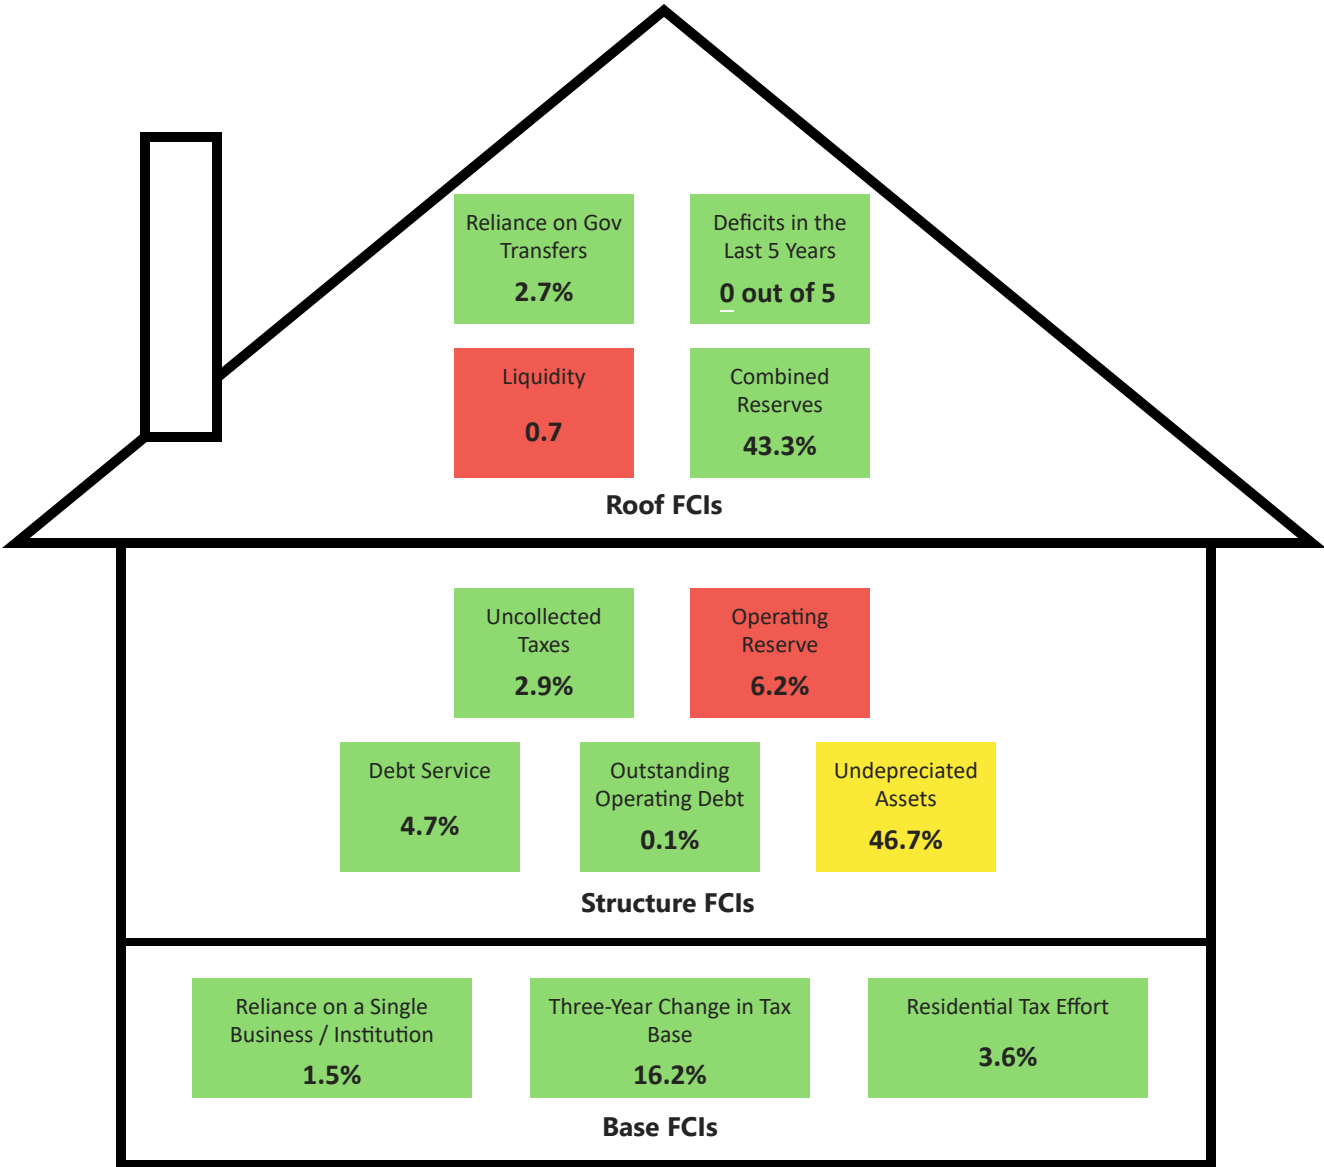 Reliance on Gov
Transfers
2.7%
Deficits in the
Last 5 Years
0 out of 5
Liquidity
0.7
Combined
Reserves
43.3%
Roof FCIs
Uncollected
Taxes
2.9%
Operating
Reserve
6.2%
Debt Service
4.7%
Outstanding
Operating Debt
0.1%
Undepreciated
Assets
46.7%
Structure FCIs
Reliance on a Single
Business / Institution
1.5%
Three-Year Change in Tax
Base
16.2%
Residential Tax Effort
3.6%
Base FCIs